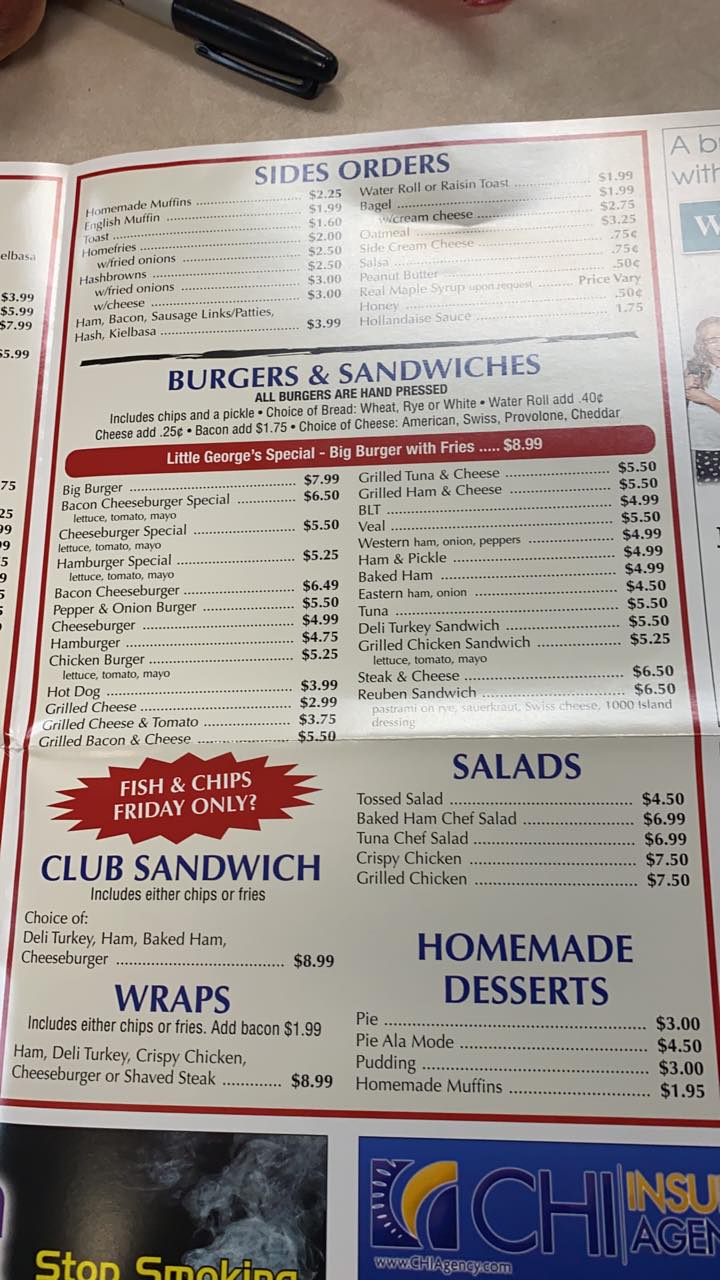 elbasa
$3.99
$5.99
$7.99
$5.99
SIDES ORDERS
Homemade Muffins $2.25
English Muffin $1.99
Toast $1.60
Homefries $2.00
w/fried onions $2.50
Hashbrowns $2.50
w/fried onions $3.00
w/cheese $3.00
Ham, Bacon, Sausage Links/Patties,
Hash, Kielbasa $3.99
Water Roll or Raisin Toast $1.99
Bagel $1.99
w/cream cheese $2.75
Oatmeal $3.25
Side Cream Cheese .75¢
Salsa .75¢
Peanut Butter .50¢
Real Maple Syrup upon request Price Vary
Honey .50¢
Hollandaise Sauce 1.75
BURGERS & SANDWICHES
ALL BURGERS ARE HAND PRESSED
Includes chips and a pickle • Choice of Bread: Wheat, Rye or White • Water Roll add .40¢
Cheese add .25¢ • Bacon add $1.75 • Choice of Cheese: American, Swiss, Provolone, Cheddar
Little George's Special - Big Burger with Fries ..... $8.99
Big Burger $7.99
Bacon Cheeseburger Special $6.50
lettuce, tomato, mayo
Cheeseburger Special $5.50
lettuce, tomato, mayo
Hamburger Special $5.25
lettuce, tomato, mayo
Bacon Cheeseburger $6.49
Pepper & Onion Burger $5.50
Cheeseburger $4.99
Hamburger $4.75
Chicken Burger $5.25
lettuce, tomato, mayo
Hot Dog $3.99
Grilled Cheese $2.99
Grilled Cheese & Tomato $3.75
Grilled Bacon & Cheese $5.50
Grilled Tuna & Cheese $5.50
Grilled Ham & Cheese $5.50
BLT $4.99
Veal $5.50
Western ham, onion, peppers $4.99
Ham & Pickle $4.99
Baked Ham $4.99
Eastern ham, onion $4.50
Tuna $5.50
Deli Turkey Sandwich $5.50
Grilled Chicken Sandwich $5.25
lettuce, tomato, mayo
Steak & Cheese $6.50
Reuben Sandwich $6.50
pastrami on rye, sauerkraut, Swiss cheese, 1000 Island
dressing
FISH & CHIPS
FRIDAY ONLY?
CLUB SANDWICH
Includes either chips or fries
Choice of:
Deli Turkey, Ham, Baked Ham,
Cheeseburger $8.99
WRAPS
Includes either chips or fries. Add bacon $1.99
Ham, Deli Turkey, Crispy Chicken,
Cheeseburger or Shaved Steak $8.99
SALADS
Tossed Salad $4.50
Baked Ham Chef Salad $6.99
Tuna Chef Salad $6.99
Crispy Chicken $7.50
Grilled Chicken $7.50
HOMEMADE
DESSERTS
Pie $3.00
Pie Ala Mode $4.50
Pudding $3.00
Homemade Muffins $1.95
Stop Smoking
CHI INSU
AGEN
www.CHIAgency.com
A b
with
W